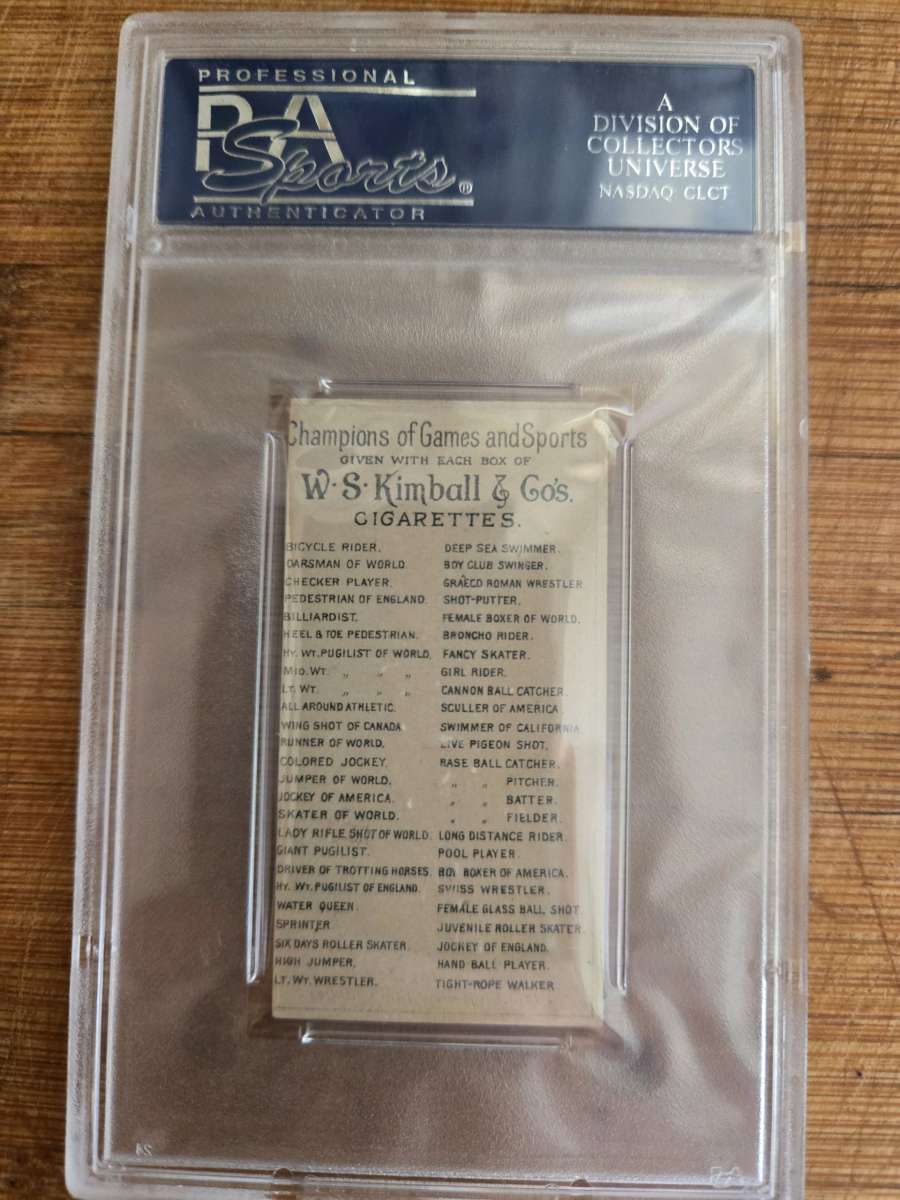 PROFESSIONAL
PSA
Sports®
AUTHENTICATOR
A
DIVISION OF
COLLECTORS
UNIVERSE
NASDAQ: CLCT
Champions of Games and Sports
GIVEN WITH EACH BOX OF
W·S·Kimball & Co's.
CIGARETTES.
BICYCLE RIDER.
OARSMAN OF WORLD
CHECKER PLAYER.
PEDESTRIAN OF ENGLAND.
BILLIARDIST.
HEEL & TOE PEDESTRIAN.
HY. WT. PUGILIST OF WORLD.
MID. WT. „ „ „
LT. WT. „ „ „
ALL AROUND ATHLETIC.
WING SHOT OF CANADA
RUNNER OF WORLD.
COLORED JOCKEY.
JUMPER OF WORLD.
JOCKEY OF AMERICA.
SKATER OF WORLD.
LADY RIFLE SHOT OF WORLD.
GIANT PUGILIST.
DRIVER OF TROTTING HORSES.
HY. WT. PUGILIST OF ENGLAND.
WATER QUEEN.
SPRINTER
SIX DAYS ROLLER SKATER.
HIGH JUMPER.
LT. WT. WRESTLER.
DEEP SEA SWIMMER.
BOY CLUB SWINGER.
GRAECO ROMAN WRESTLER
SHOT-PUTTER.
FEMALE BOXER OF WORLD.
BRONCHO RIDER.
FANCY SKATER.
GIRL RIDER.
CANNON BALL CATCHER.
SCULLER OF AMERICA.
SWIMMER OF CALIFORNIA
LIVE PIGEON SHOT.
BASE BALL CATCHER.
„ „ PITCHER.
„ „ BATTER.
„ „ FIELDER.
LONG DISTANCE RIDER.
POOL PLAYER.
BOY BOXER OF AMERICA.
SWISS WRESTLER.
FEMALE GLASS BALL SHOT
JUVENILE ROLLER SKATER.
JOCKEY OF ENGLAND.
HAND BALL PLAYER.
TIGHT-ROPE WALKER